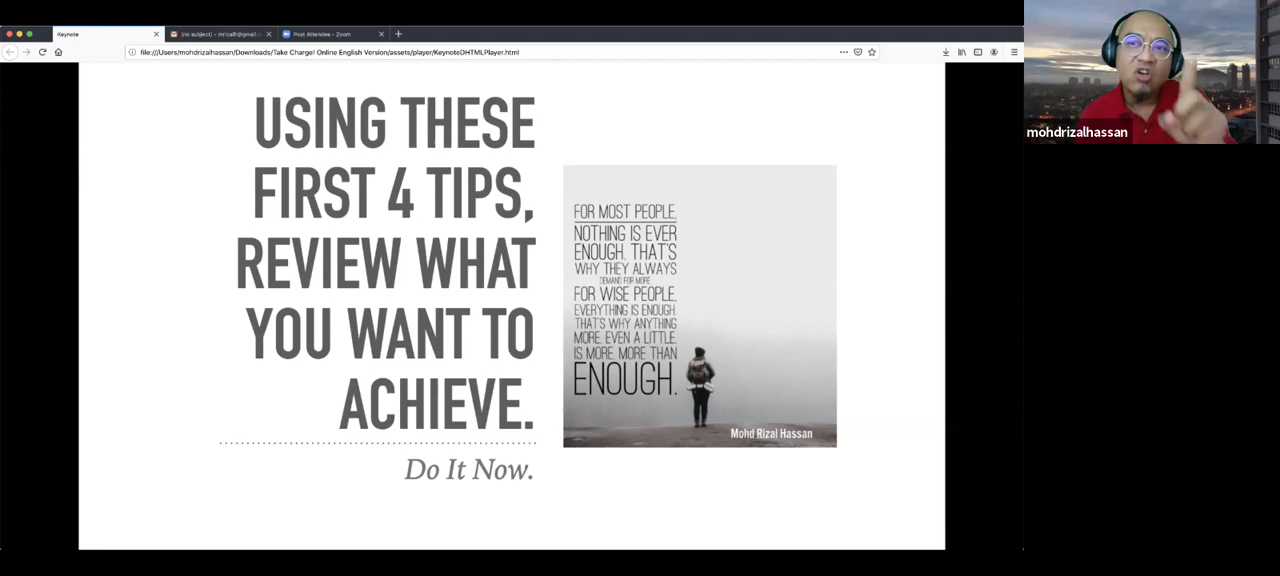 Keynote
(no subject) - mrizalh@gmail.c
Post Attendee - Zoom
file:///Users/mohdrizalhassan/Downloads/Take Charge! Online English Version/assets/player/KeynoteDHTMLPlayer.html
USING THESE
FIRST 4 TIPS,
REVIEW WHAT
YOU WANT TO
ACHIEVE.
Do It Now.
FOR MOST PEOPLE,
NOTHING IS EVER
ENOUGH. THAT'S
WHY THEY ALWAYS
DEMAND FOR MORE.
FOR WISE PEOPLE,
EVERYTHING IS ENOUGH.
THAT'S WHY ANYTHING
MORE, EVEN A LITTLE,
IS MORE, MORE THAN
ENOUGH.
Mohd Rizal Hassan
mohdrizalhassan